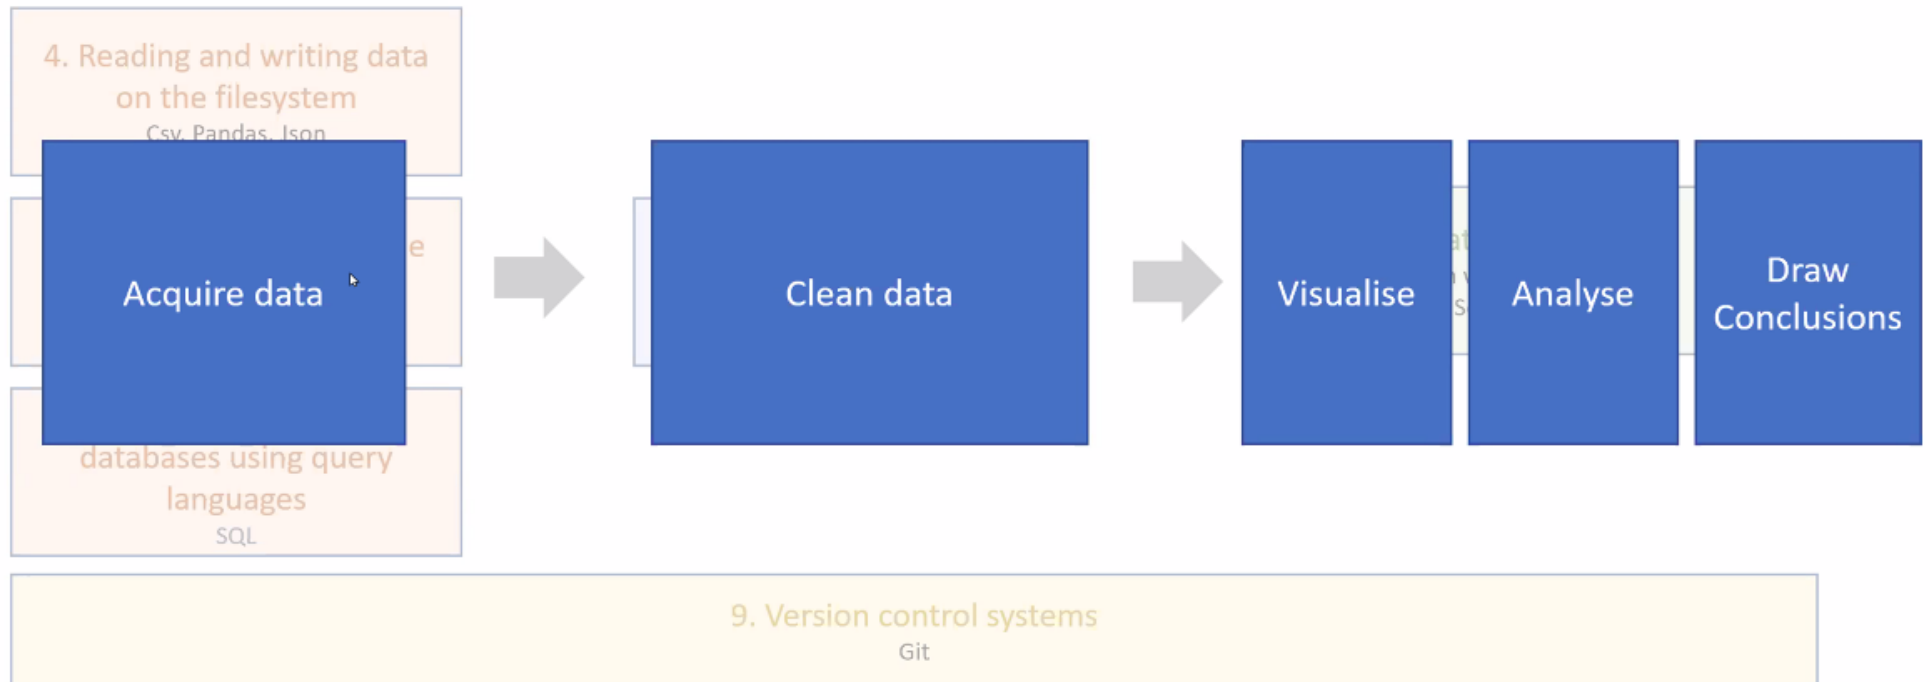 4. Reading and writing data
on the filesystem
Csv, Pandas, Json
e
Acquire data
databases using query
languages
SQL
Clean data
Visualise
Analyse
Draw
Conclusions
9. Version control systems
Git